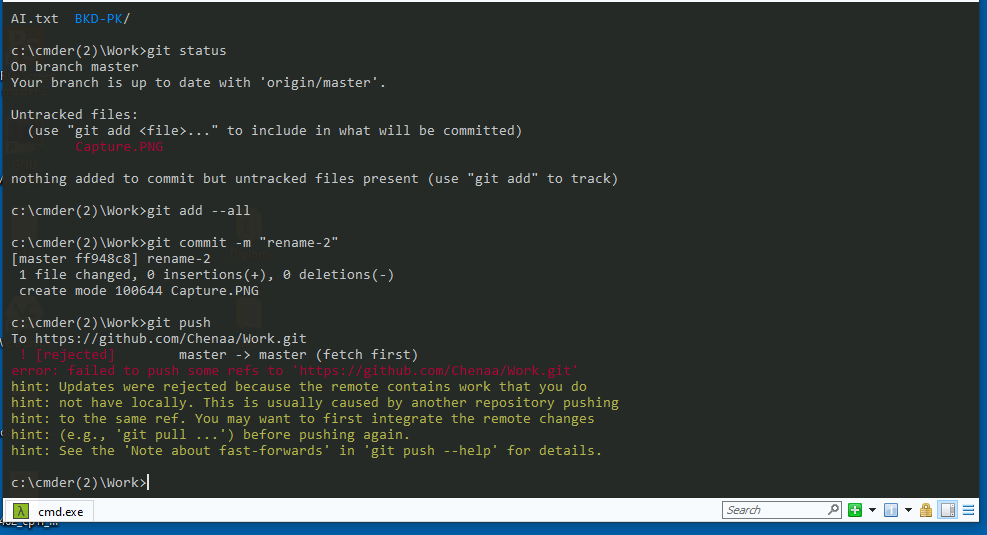 AI.txt  BKD-PK/
c:\cmder(2)\Work>git status
On branch master
Your branch is up to date with 'origin/master'.
Untracked files:
  (use "git add <file>..." to include in what will be committed)
        Capture.PNG
nothing added to commit but untracked files present (use "git add" to track)
c:\cmder(2)\Work>git add --all
c:\cmder(2)\Work>git commit -m "rename-2"
[master ff948c8] rename-2
 1 file changed, 0 insertions(+), 0 deletions(-)
 create mode 100644 Capture.PNG
c:\cmder(2)\Work>git push
To https://github.com/Chenaa/Work.git
 ! [rejected]        master -> master (fetch first)
error: failed to push some refs to 'https://github.com/Chenaa/Work.git'
hint: Updates were rejected because the remote contains work that you do
hint: not have locally. This is usually caused by another repository pushing
hint: to the same ref. You may want to first integrate the remote changes
hint: (e.g., 'git pull ...') before pushing again.
hint: See the 'Note about fast-forwards' in 'git push --help' for details.
c:\cmder(2)\Work>
λ cmd.exe
Search